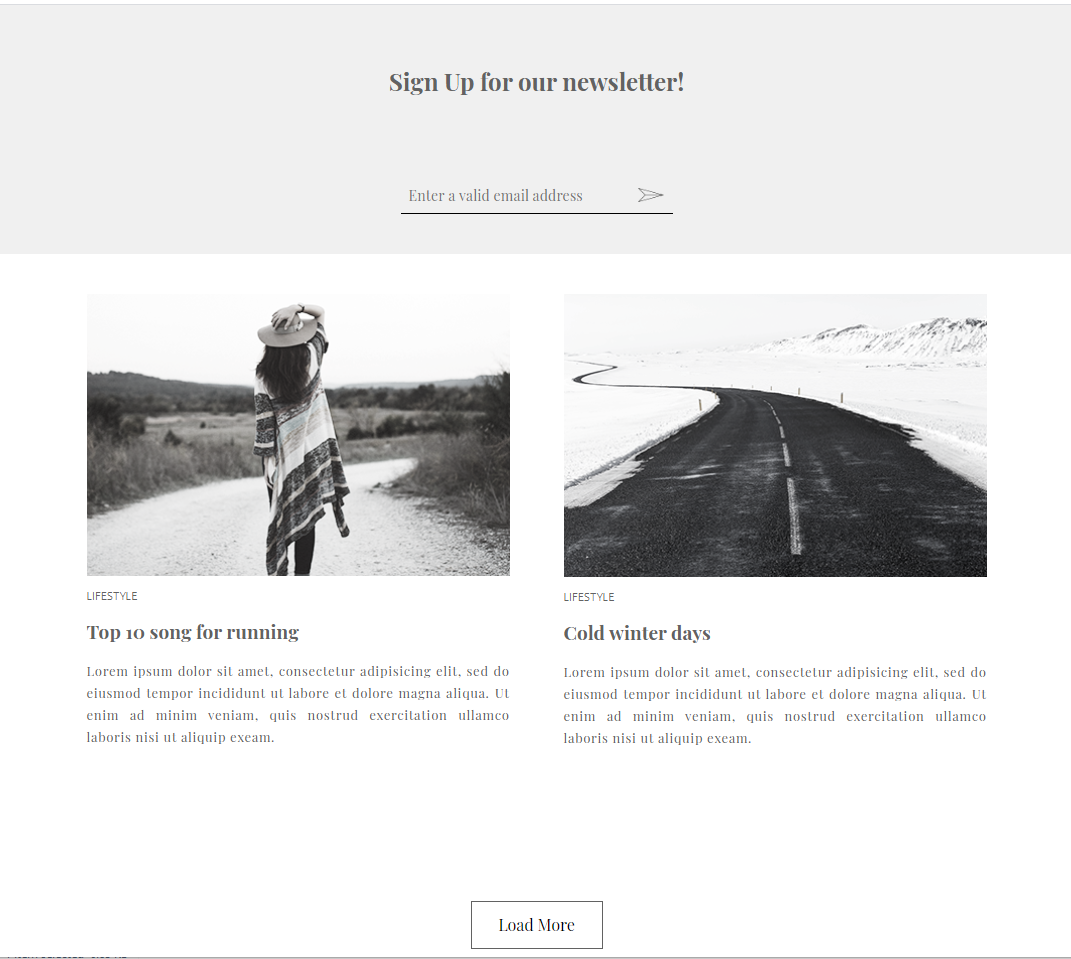 Sign Up for our newsletter!
Enter a valid email address
LIFESTYLE
Top 10 song for running
Lorem ipsum dolor sit amet, consectetur adipisicing elit, sed do
eiusmod tempor incididunt ut labore et dolore magna aliqua. Ut
enim ad minim veniam, quis nostrud exercitation ullamco
laboris nisi ut aliquip exeam.
LIFESTYLE
Cold winter days
Lorem ipsum dolor sit amet, consectetur adipisicing elit, sed do
eiusmod tempor incididunt ut labore et dolore magna aliqua. Ut
enim ad minim veniam, quis nostrud exercitation ullamco
laboris nisi ut aliquip exeam.
Load More